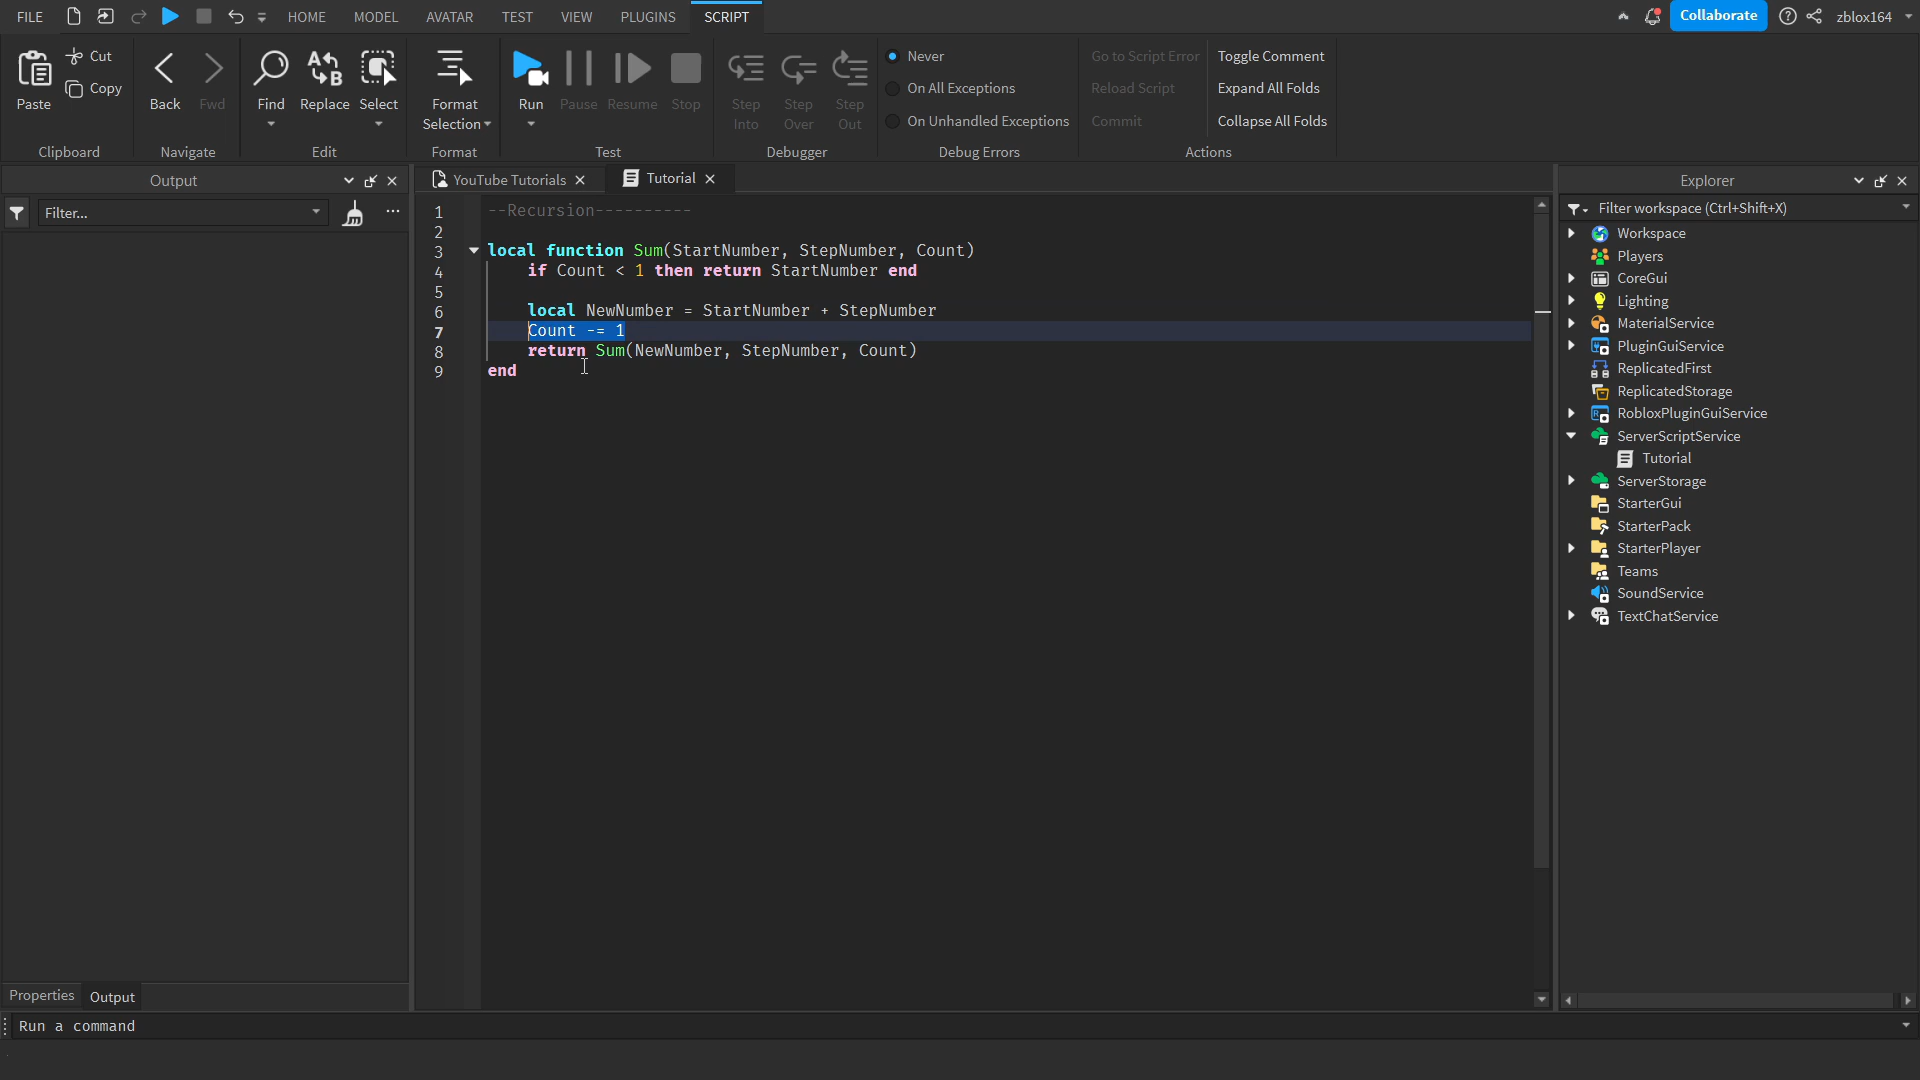 FILE HOME MODEL AVATAR TEST VIEW PLUGINS SCRIPT Collaborate zblox164
Paste Cut Copy Back Fwd Find Replace Select Format Selection Run Pause Resume Stop Step Into Step Over Step Out
Never Go to Script Error Toggle Comment
On All Exceptions Reload Script Expand All Folds
On Unhandled Exceptions Commit Collapse All Folds
Clipboard Navigate Edit Format Test Debugger Debug Errors Actions
Output YouTube Tutorials Tutorial Explorer
Filter... Filter workspace (Ctrl+Shift+X)
1 --Recursion----------
2
3 local function Sum(StartNumber, StepNumber, Count)
4 if Count < 1 then return StartNumber end
5
6 local NewNumber = StartNumber + StepNumber
7 Count -= 1
8 return Sum(NewNumber, StepNumber, Count)
9 end
Workspace
Players
CoreGui
Lighting
MaterialService
PluginGuiService
ReplicatedFirst
ReplicatedStorage
RobloxPluginGuiService
ServerScriptService
Tutorial
ServerStorage
StarterGui
StarterPack
StarterPlayer
Teams
SoundService
TextChatService
Properties Output
Run a command